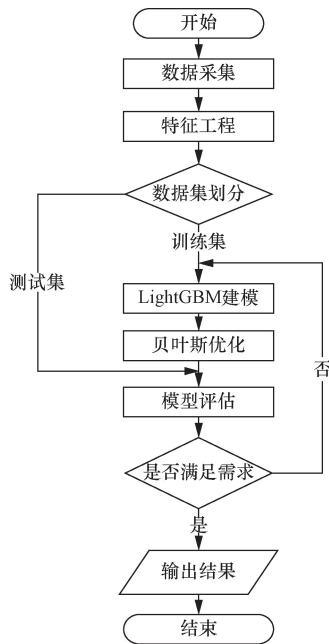 开始
数据采集
特征工程
数据集划分
训练集
测试集
LightGBM建模
贝叶斯优化
否
模型评估
是否满足需求
是
输出结果
结束